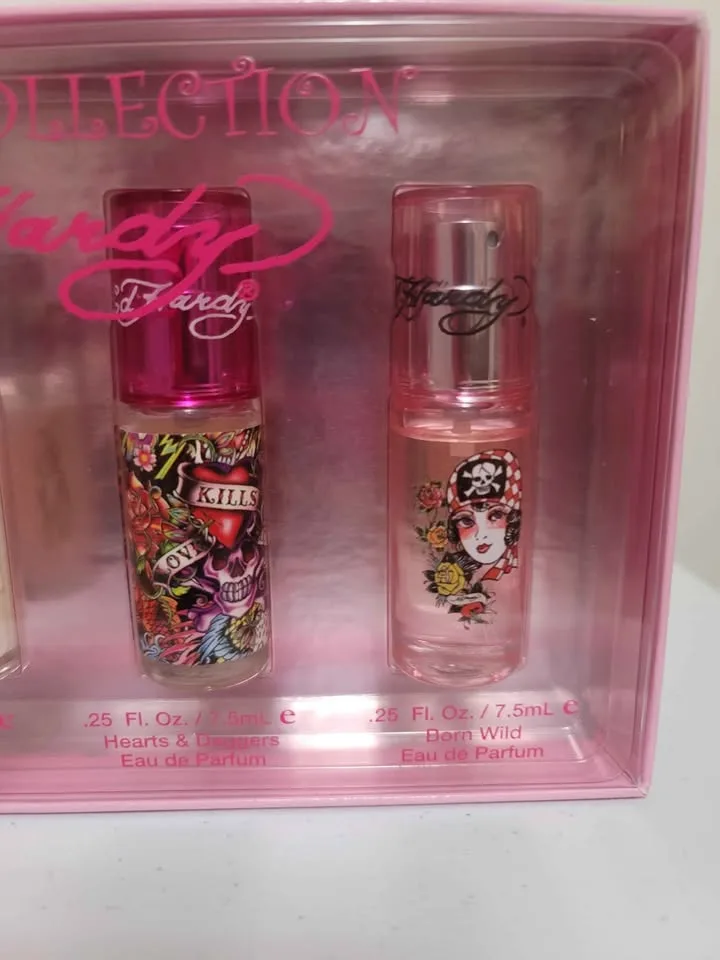 OLLECTION
Hardy
Ed Hardy®
Ed Hardy
KILLS
LOVE
.25 Fl. Oz. / 7.5mL e
Hearts & Daggers
Eau de Parfum
.25 Fl. Oz. / 7.5mL e
Born Wild
Eau de Parfum